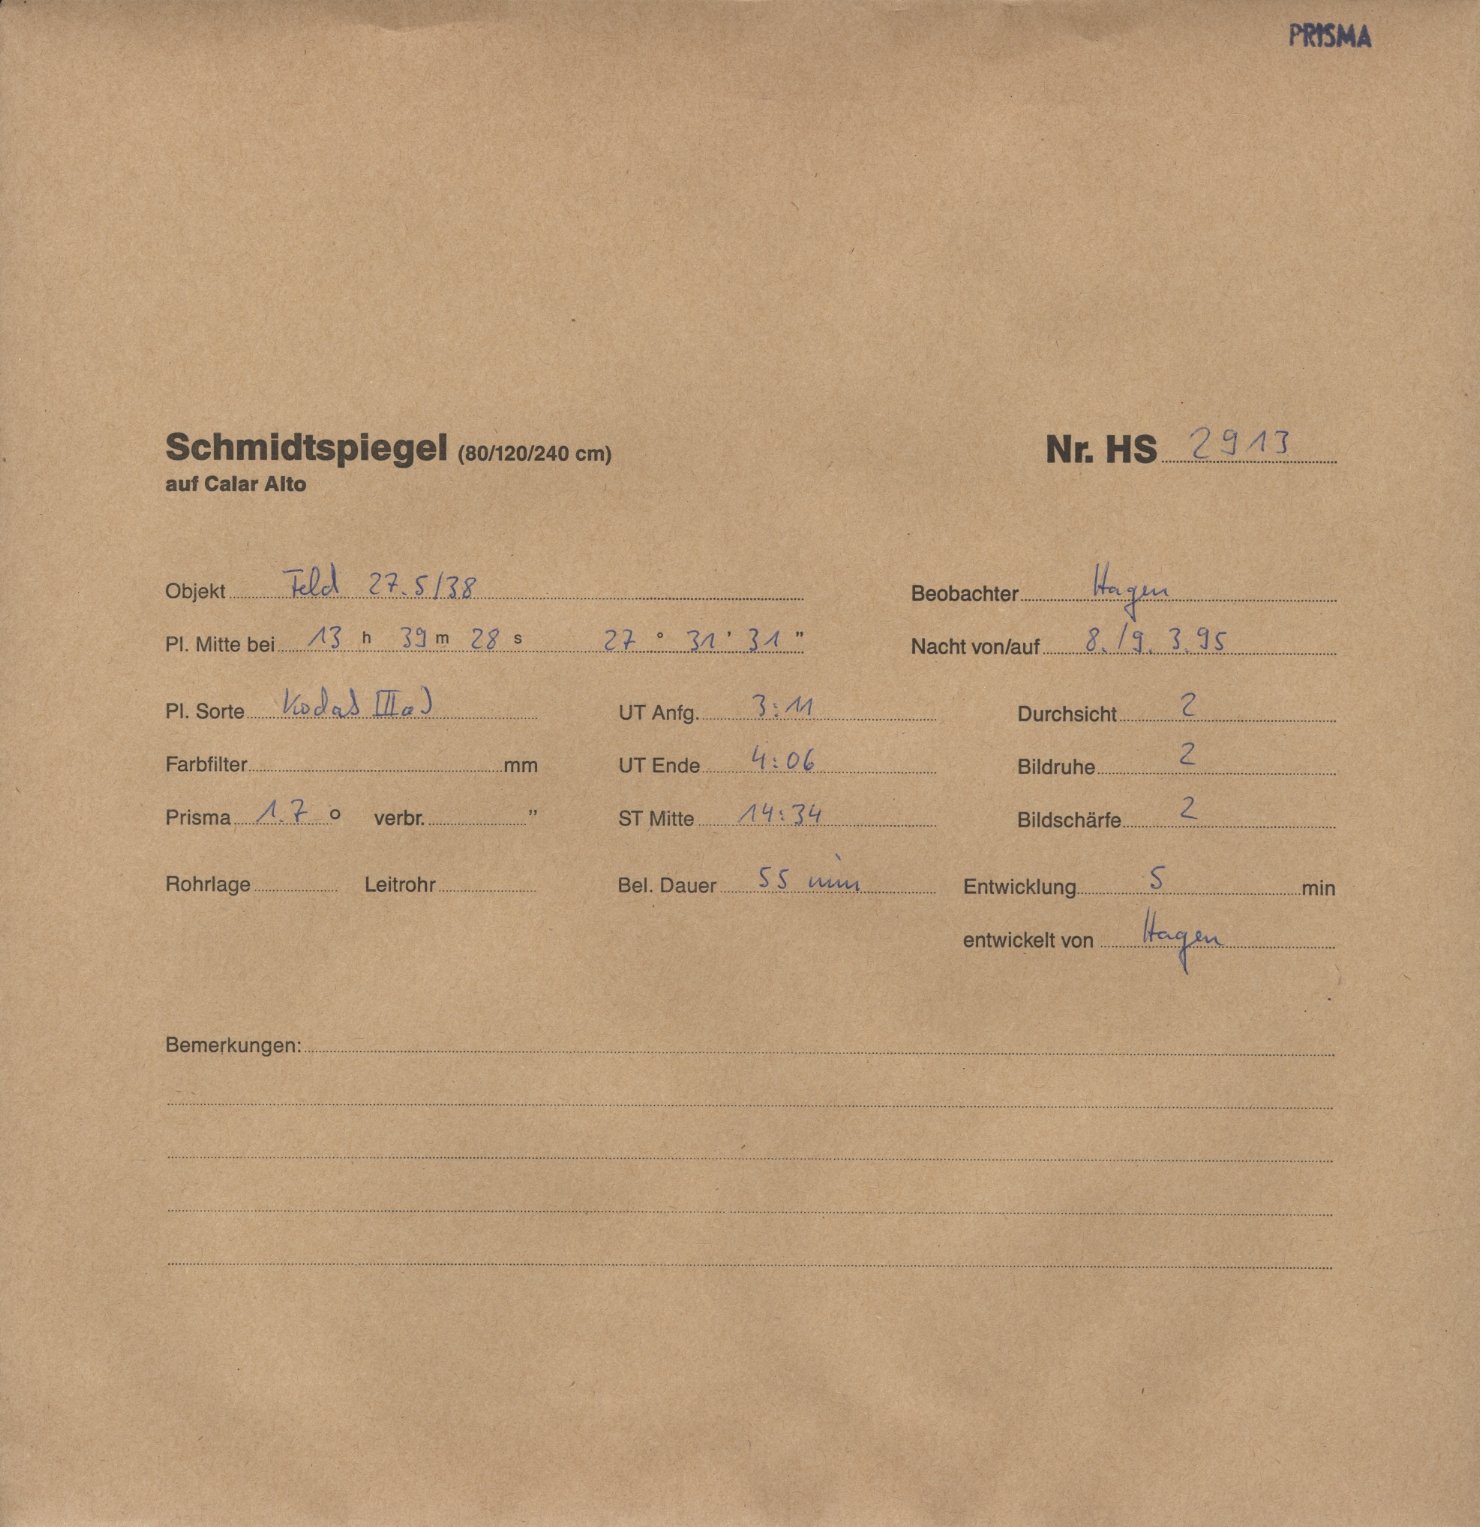 PRISMA
Schmidtspiegel (80/120/240 cm)
auf Calar Alto
Nr. HS 2913
Objekt Feld 27.5/38
Beobachter Hagen
Pl. Mitte bei 13 h 39 m 28 s 27 ° 31 ' 31 "
Nacht von/auf 8./9. 3.95
Pl. Sorte Kodak IIIaJ
UT Anfg. 3:11
Durchsicht 2
Farbfilter mm
UT Ende 4:06
Bildruhe 2
Prisma 1.7 ° verbr. "
ST Mitte 14:34
Bildschärfe 2
Rohrlage Leitrohr
Bel. Dauer 55 min
Entwicklung 5 min
entwickelt von Hagen
Bemerkungen: